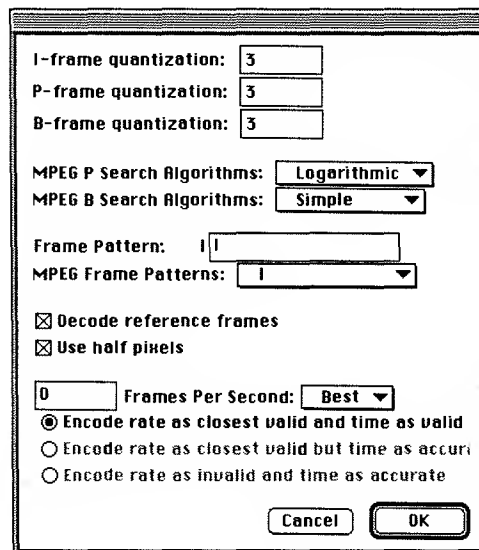 I-frame quantization: 3
P-frame quantization: 3
B-frame quantization: 3
MPEG P Search Algorithms: Logarithmic
MPEG B Search Algorithms: Simple
Frame Pattern: I I
MPEG Frame Patterns: I
Decode reference frames
Use half pixels
0 Frames Per Second: Best
Encode rate as closest valid and time as valid
Encode rate as closest valid but time as accur
Encode rate as invalid and time as accurate
Cancel OK